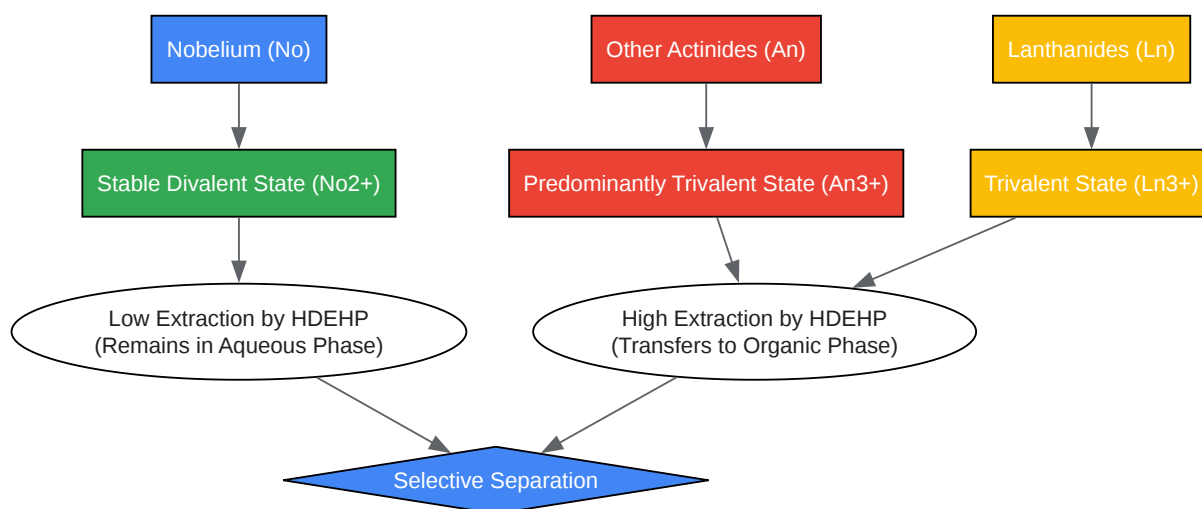 Nobelium (No)
Other Actinides (An)
Lanthanides (Ln)
Stable Divalent State (No2+)
Predominantly Trivalent State (An3+)
Trivalent State (Ln3+)
Low Extraction by HDEHP
(Remains in Aqueous Phase)
High Extraction by HDEHP
(Transfers to Organic Phase)
Selective Separation